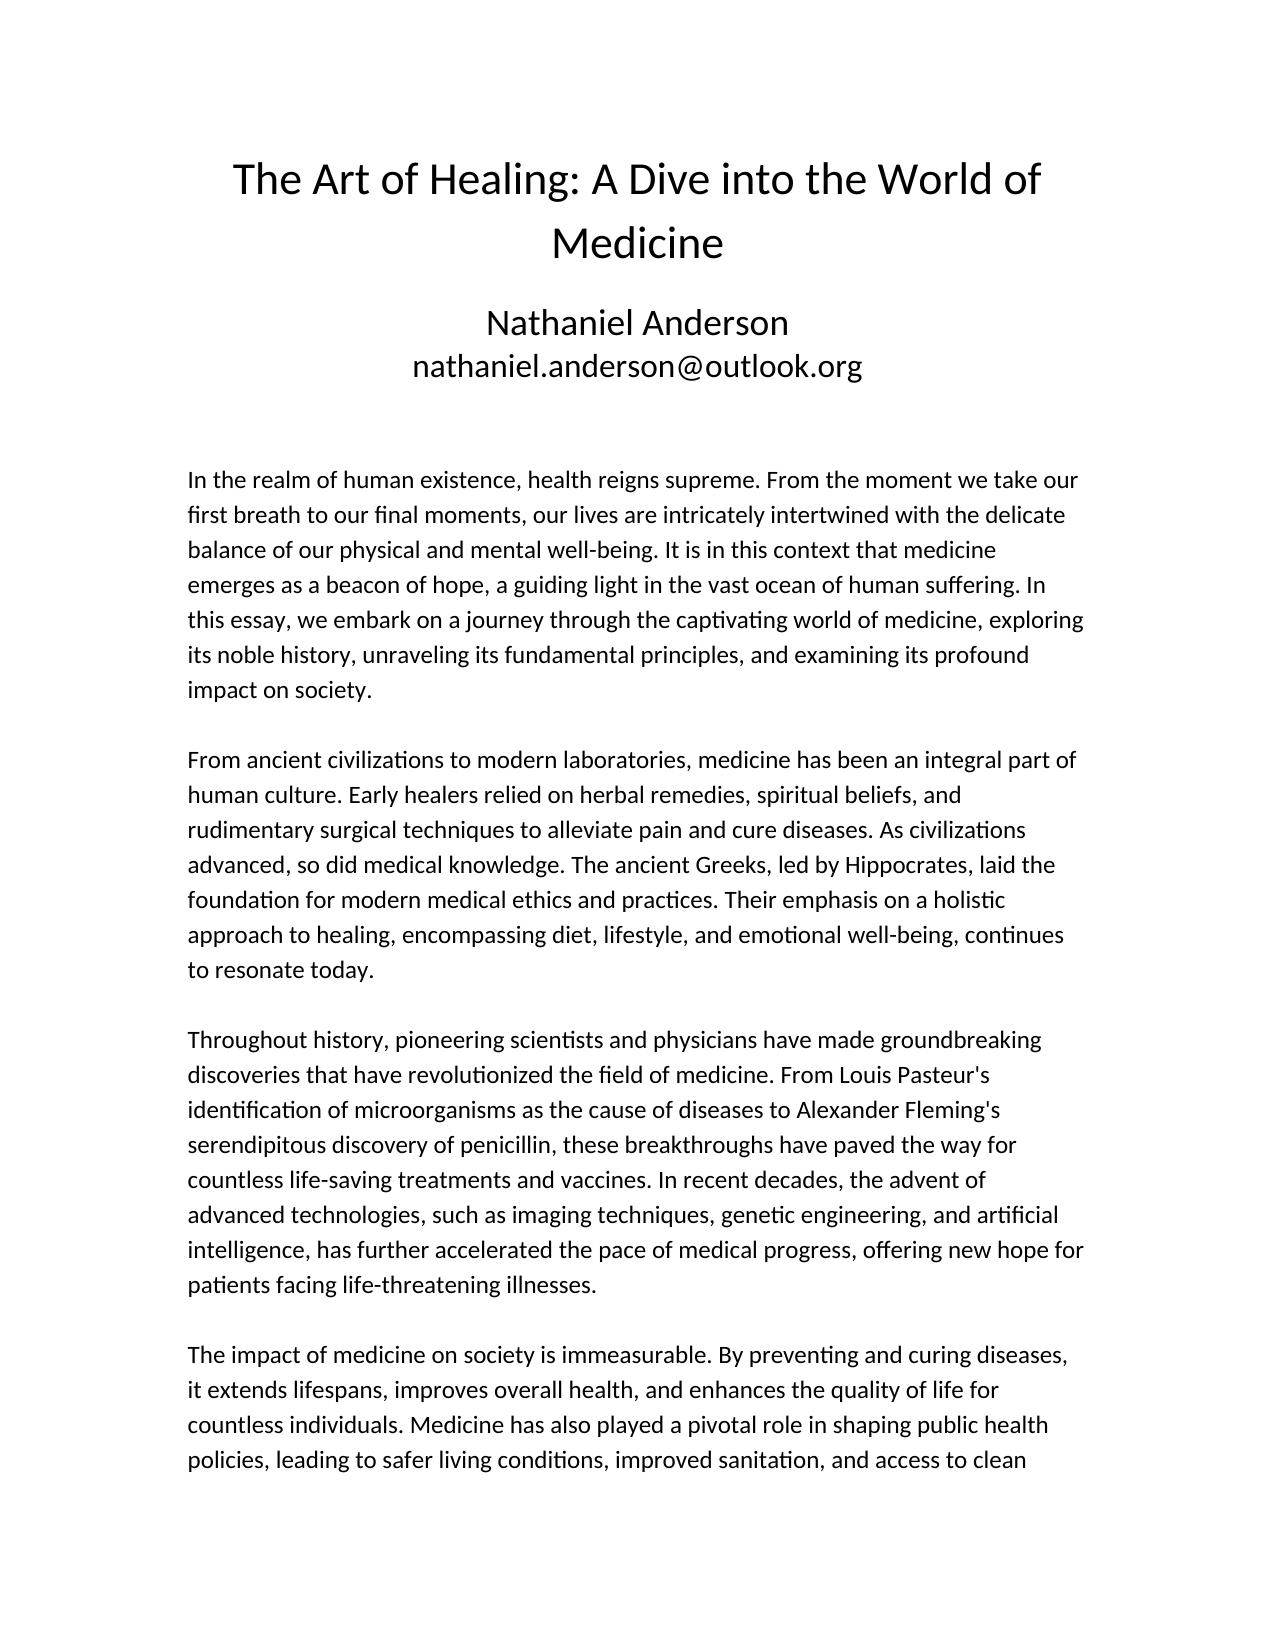 The Art of Healing: A Dive into the World of
Medicine
Nathaniel Anderson
nathaniel.anderson@outlook.org
In the realm of human existence, health reigns supreme. From the moment we take our
first breath to our final moments, our lives are intricately intertwined with the delicate
balance of our physical and mental well-being. It is in this context that medicine
emerges as a beacon of hope, a guiding light in the vast ocean of human suffering. In
this essay, we embark on a journey through the captivating world of medicine, exploring
its noble history, unraveling its fundamental principles, and examining its profound
impact on society.
From ancient civilizations to modern laboratories, medicine has been an integral part of
human culture. Early healers relied on herbal remedies, spiritual beliefs, and
rudimentary surgical techniques to alleviate pain and cure diseases. As civilizations
advanced, so did medical knowledge. The ancient Greeks, led by Hippocrates, laid the
foundation for modern medical ethics and practices. Their emphasis on a holistic
approach to healing, encompassing diet, lifestyle, and emotional well-being, continues
to resonate today.
Throughout history, pioneering scientists and physicians have made groundbreaking
discoveries that have revolutionized the field of medicine. From Louis Pasteur's
identification of microorganisms as the cause of diseases to Alexander Fleming's
serendipitous discovery of penicillin, these breakthroughs have paved the way for
countless life-saving treatments and vaccines. In recent decades, the advent of
advanced technologies, such as imaging techniques, genetic engineering, and artificial
intelligence, has further accelerated the pace of medical progress, offering new hope for
patients facing life-threatening illnesses.
The impact of medicine on society is immeasurable. By preventing and curing diseases,
it extends lifespans, improves overall health, and enhances the quality of life for
countless individuals. Medicine has also played a pivotal role in shaping public health
policies, leading to safer living conditions, improved sanitation, and access to clean